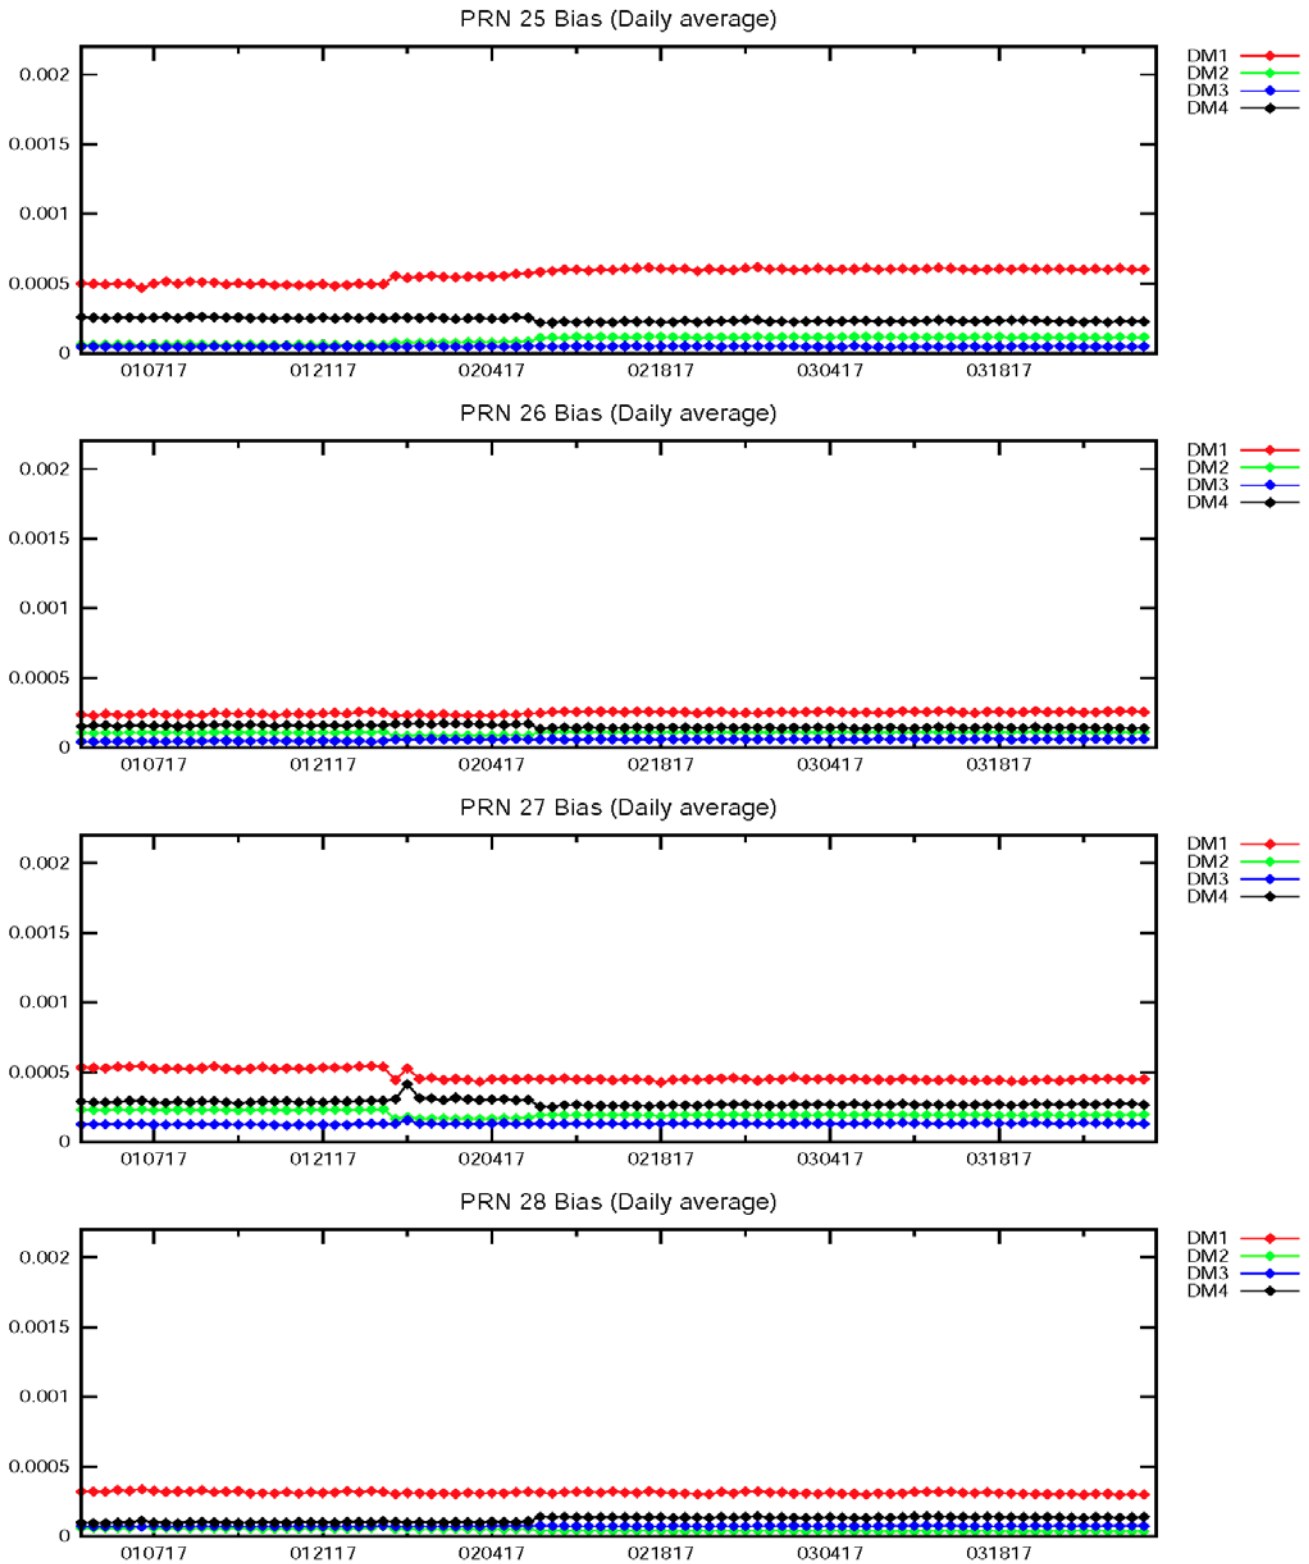 PRN 25 Bias (Daily average)
DM1
DM2
DM3
DM4
0.002
0.0015
0.001
0.0005
0
010717 012117 020417 021817 030417 031817
PRN 26 Bias (Daily average)
DM1
DM2
DM3
DM4
0.002
0.0015
0.001
0.0005
0
010717 012117 020417 021817 030417 031817
PRN 27 Bias (Daily average)
DM1
DM2
DM3
DM4
0.002
0.0015
0.001
0.0005
0
010717 012117 020417 021817 030417 031817
PRN 28 Bias (Daily average)
DM1
DM2
DM3
DM4
0.002
0.0015
0.001
0.0005
0
010717 012117 020417 021817 030417 031817